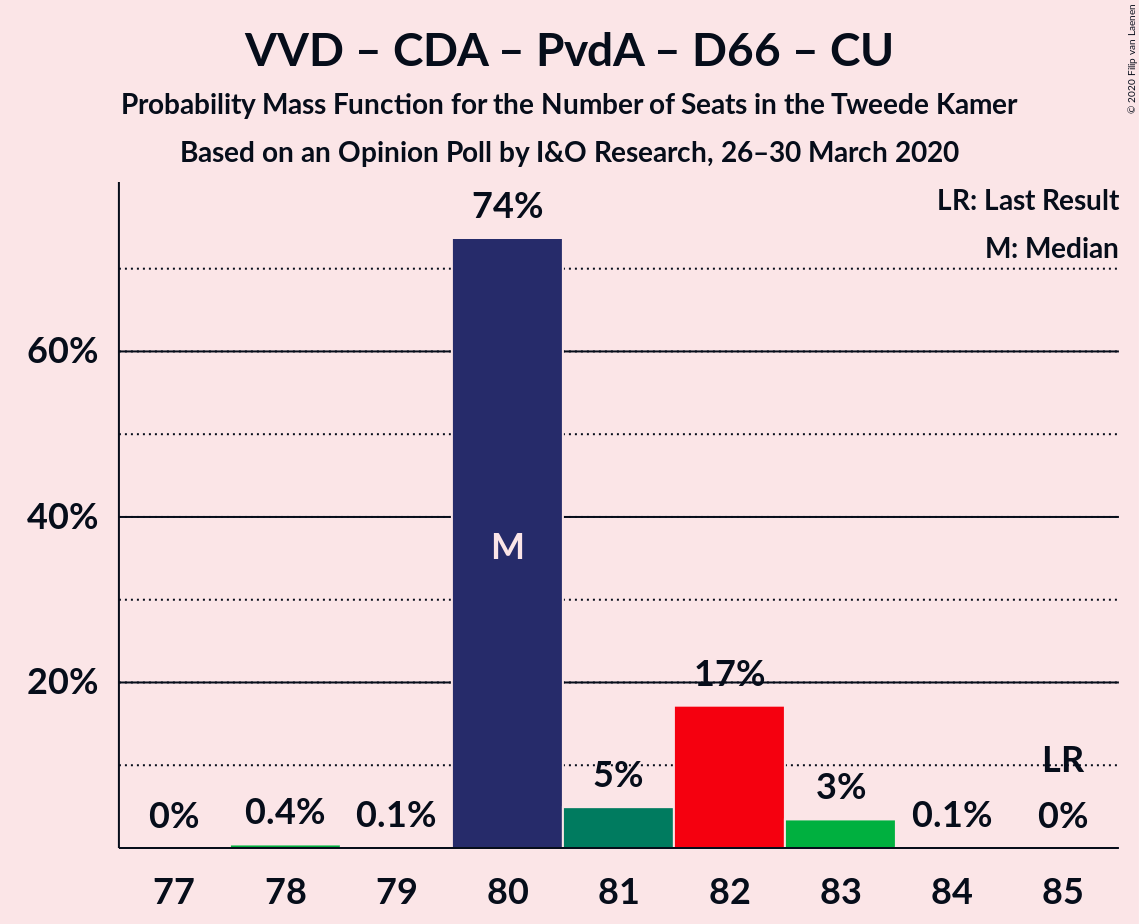 VVD – CDA – PvdA – D66 – CU
Probability Mass Function for the Number of Seats in the Tweede Kamer
Based on an Opinion Poll by I&O Research, 26–30 March 2020
© 2020 Filip van Laenen
LR: Last Result
M: Median
74%
60%
M
40%
17%
20%
LR
5%
3%
0%
0.4%
0.1%
0.1%
0%
77 78 79 80 81 82 83 84 85